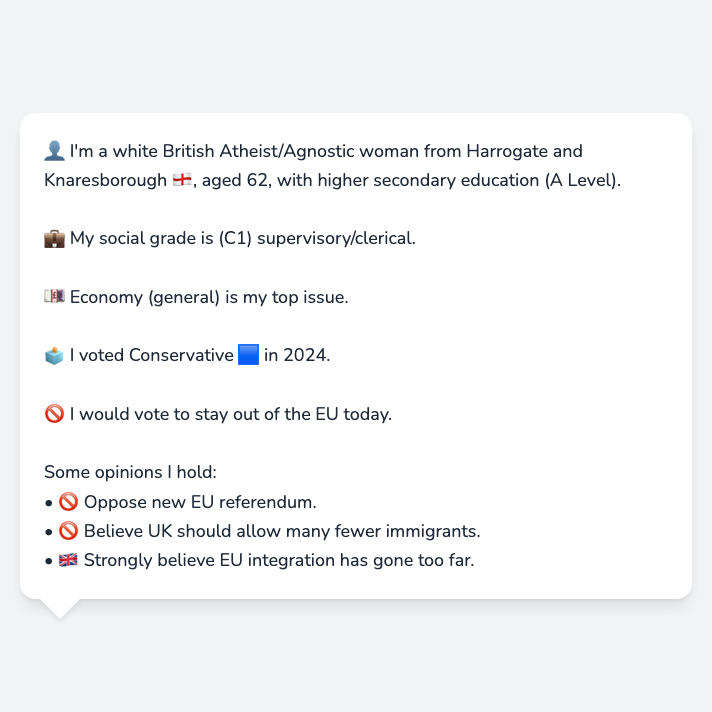 👤 I'm a white British Atheist/Agnostic woman from Harrogate and
Knaresborough 🏴󠁧󠁢󠁥󠁮󠁧󠁿, aged 62, with higher secondary education (A Level).
💼 My social grade is (C1) supervisory/clerical.
💷 Economy (general) is my top issue.
🗳️ I voted Conservative 🟦 in 2024.
🚫 I would vote to stay out of the EU today.
Some opinions I hold:
• 🚫 Oppose new EU referendum.
• 🚫 Believe UK should allow many fewer immigrants.
• 🇬🇧 Strongly believe EU integration has gone too far.